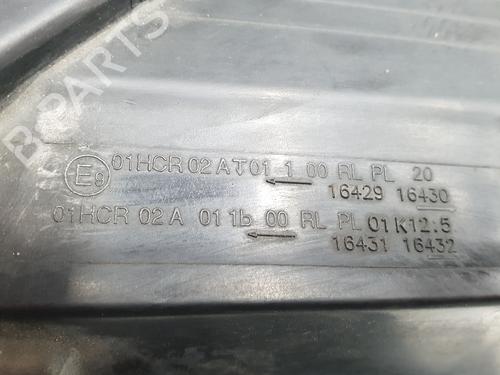 B-PARTS
E9 01HCR 02 AT01 1 00 RL PL 20
← 16429 16430
01HCR 02A 01 1b 00 RL PL 01 K12.5
← 16431 16432